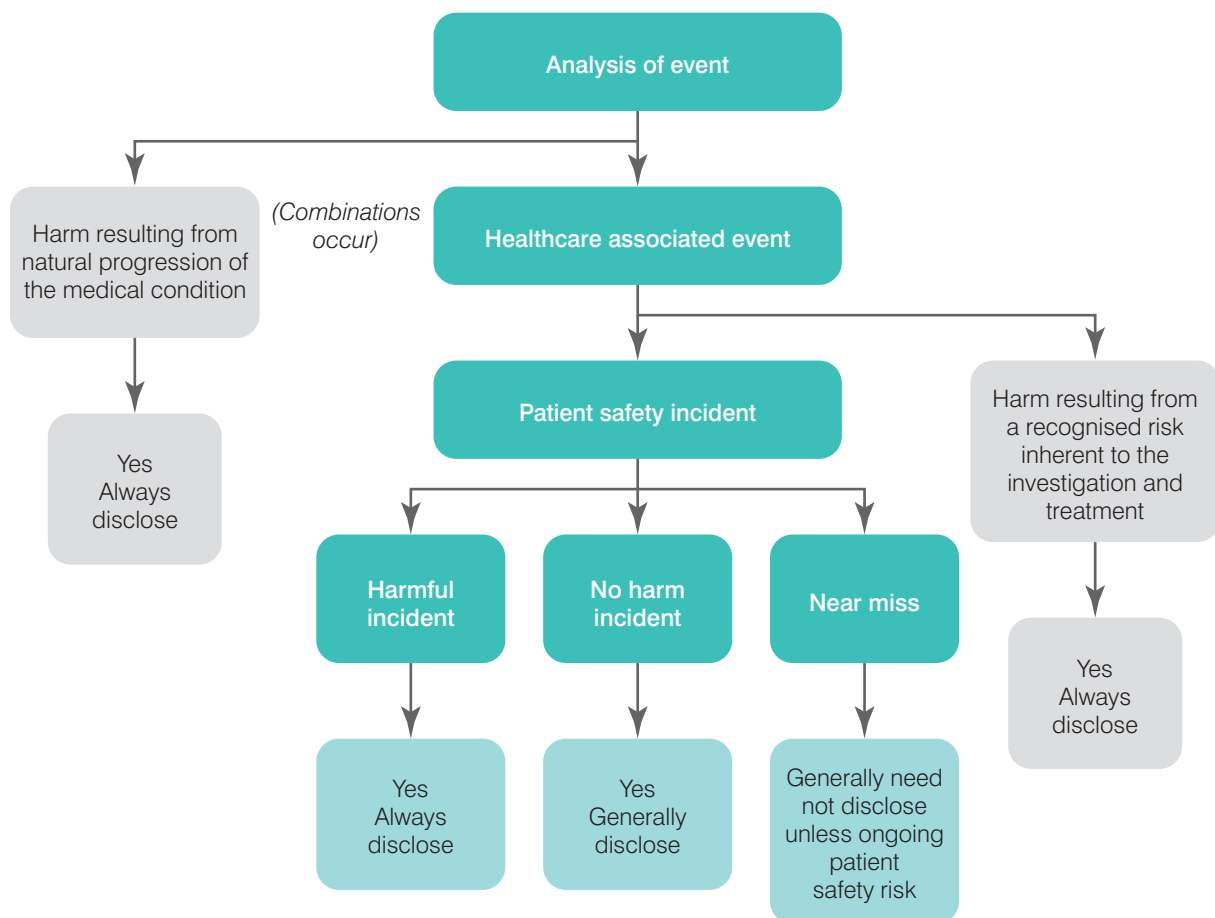 Analysis of event
Harm resulting from
natural progression of
the medical condition
(Combinations
occur)
Healthcare associated event
Yes
Always
disclose
Patient safety incident
Harm resulting from
a recognised risk
inherent to the
investigation and
treatment
Harmful
incident
No harm
incident
Near miss
Yes
Always
disclose
Yes
Always
disclose
Yes
Generally
disclose
Generally need
not disclose
unless ongoing
patient
safety risk